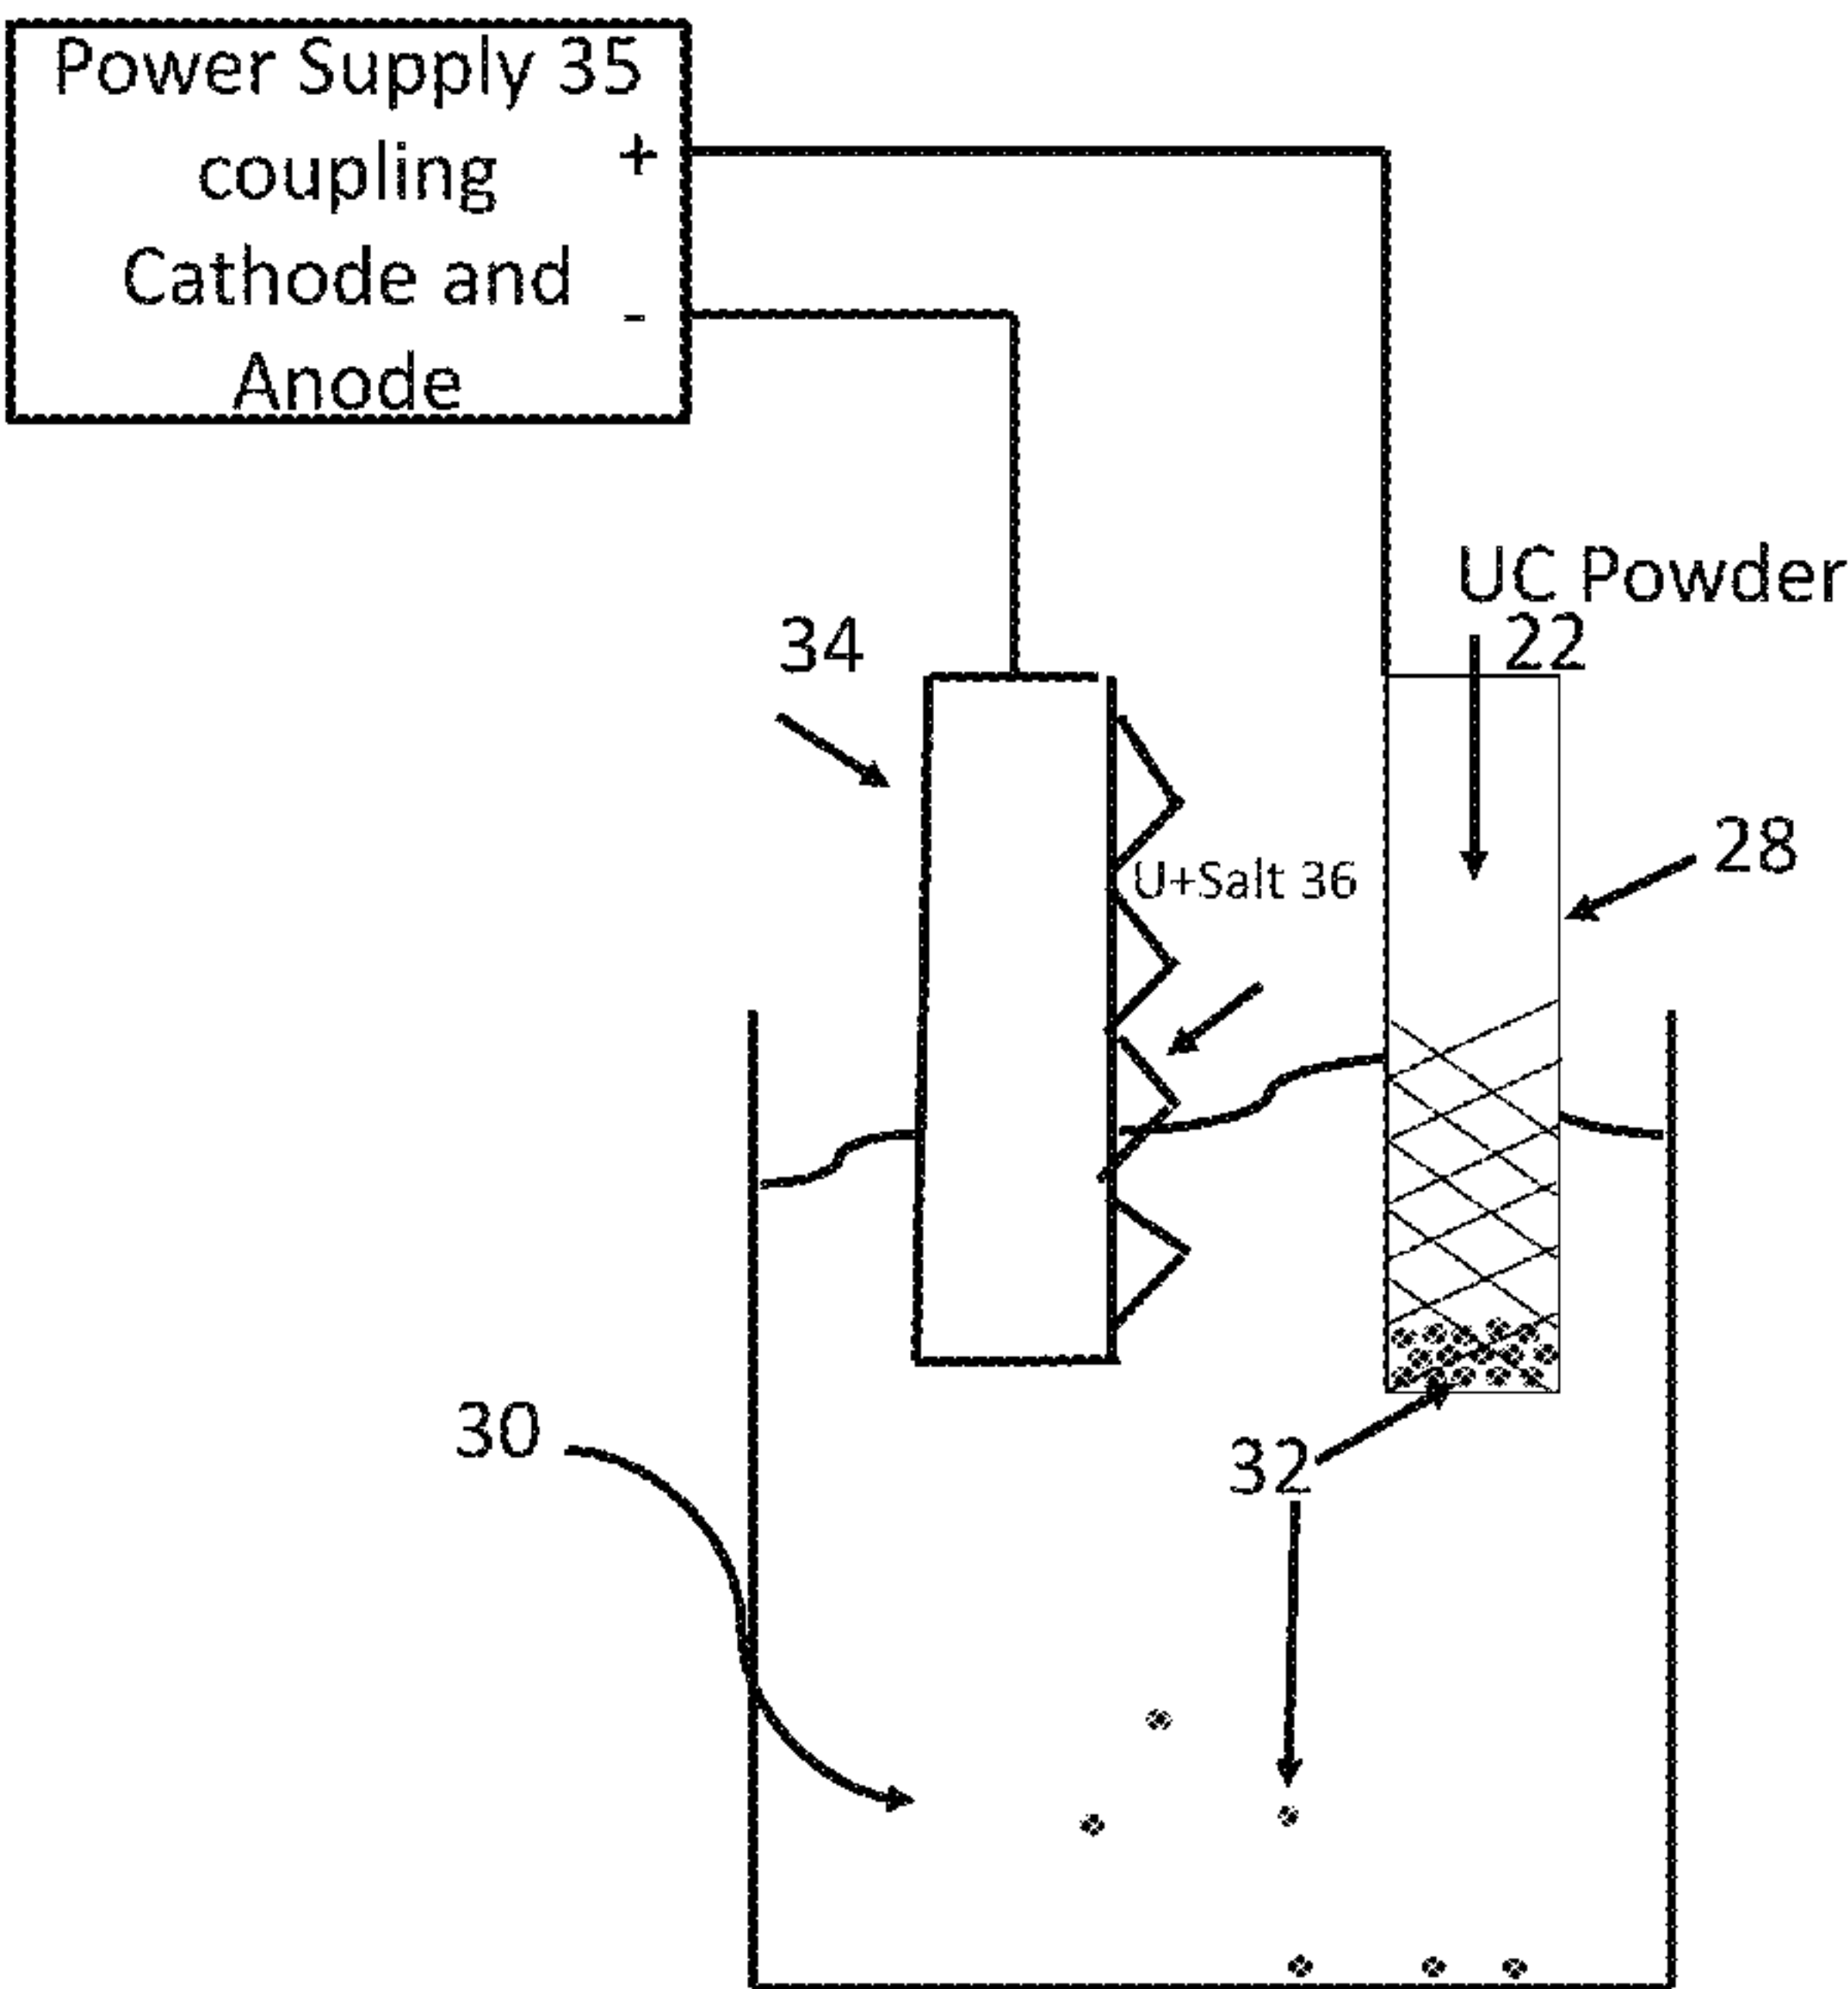 Power Supply 35
coupling
Cathode and
Anode
+
-
UC Powder
22
34
28
U+Salt 36
30
32